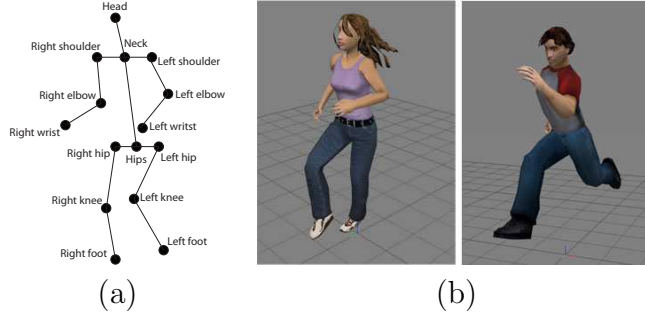 Head
Right shoulder
Neck
Left shoulder
Right elbow
Left elbow
Right wrist
Left writst
Right hip
Hips
Left hip
Right knee
Left knee
Right foot
Left foot
(a)
(b)